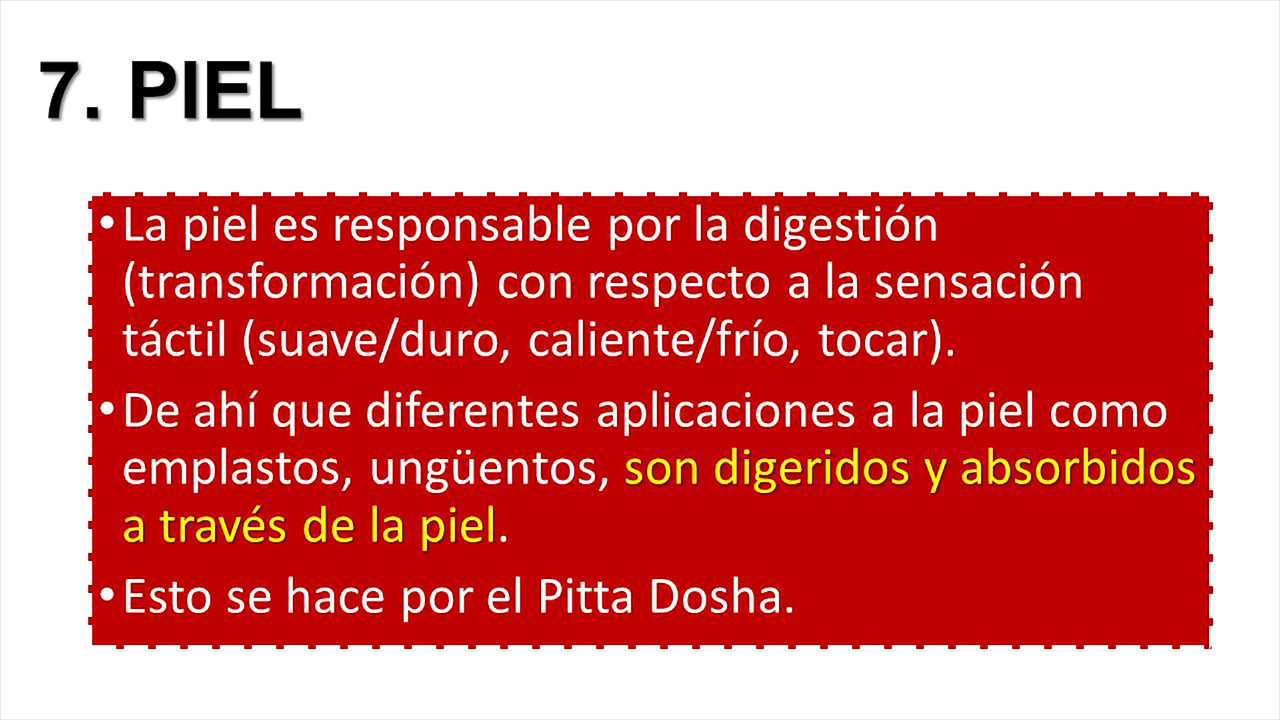 7. PIEL
•La piel es responsable por la digestión
(transformación) con respecto a la sensación
táctil (suave/duro, caliente/frío, tocar).
•De ahí que diferentes aplicaciones a la piel como
emplastos, ungüentos, son digeridos y absorbidos
a través de la piel.
•Esto se hace por el Pitta Dosha.